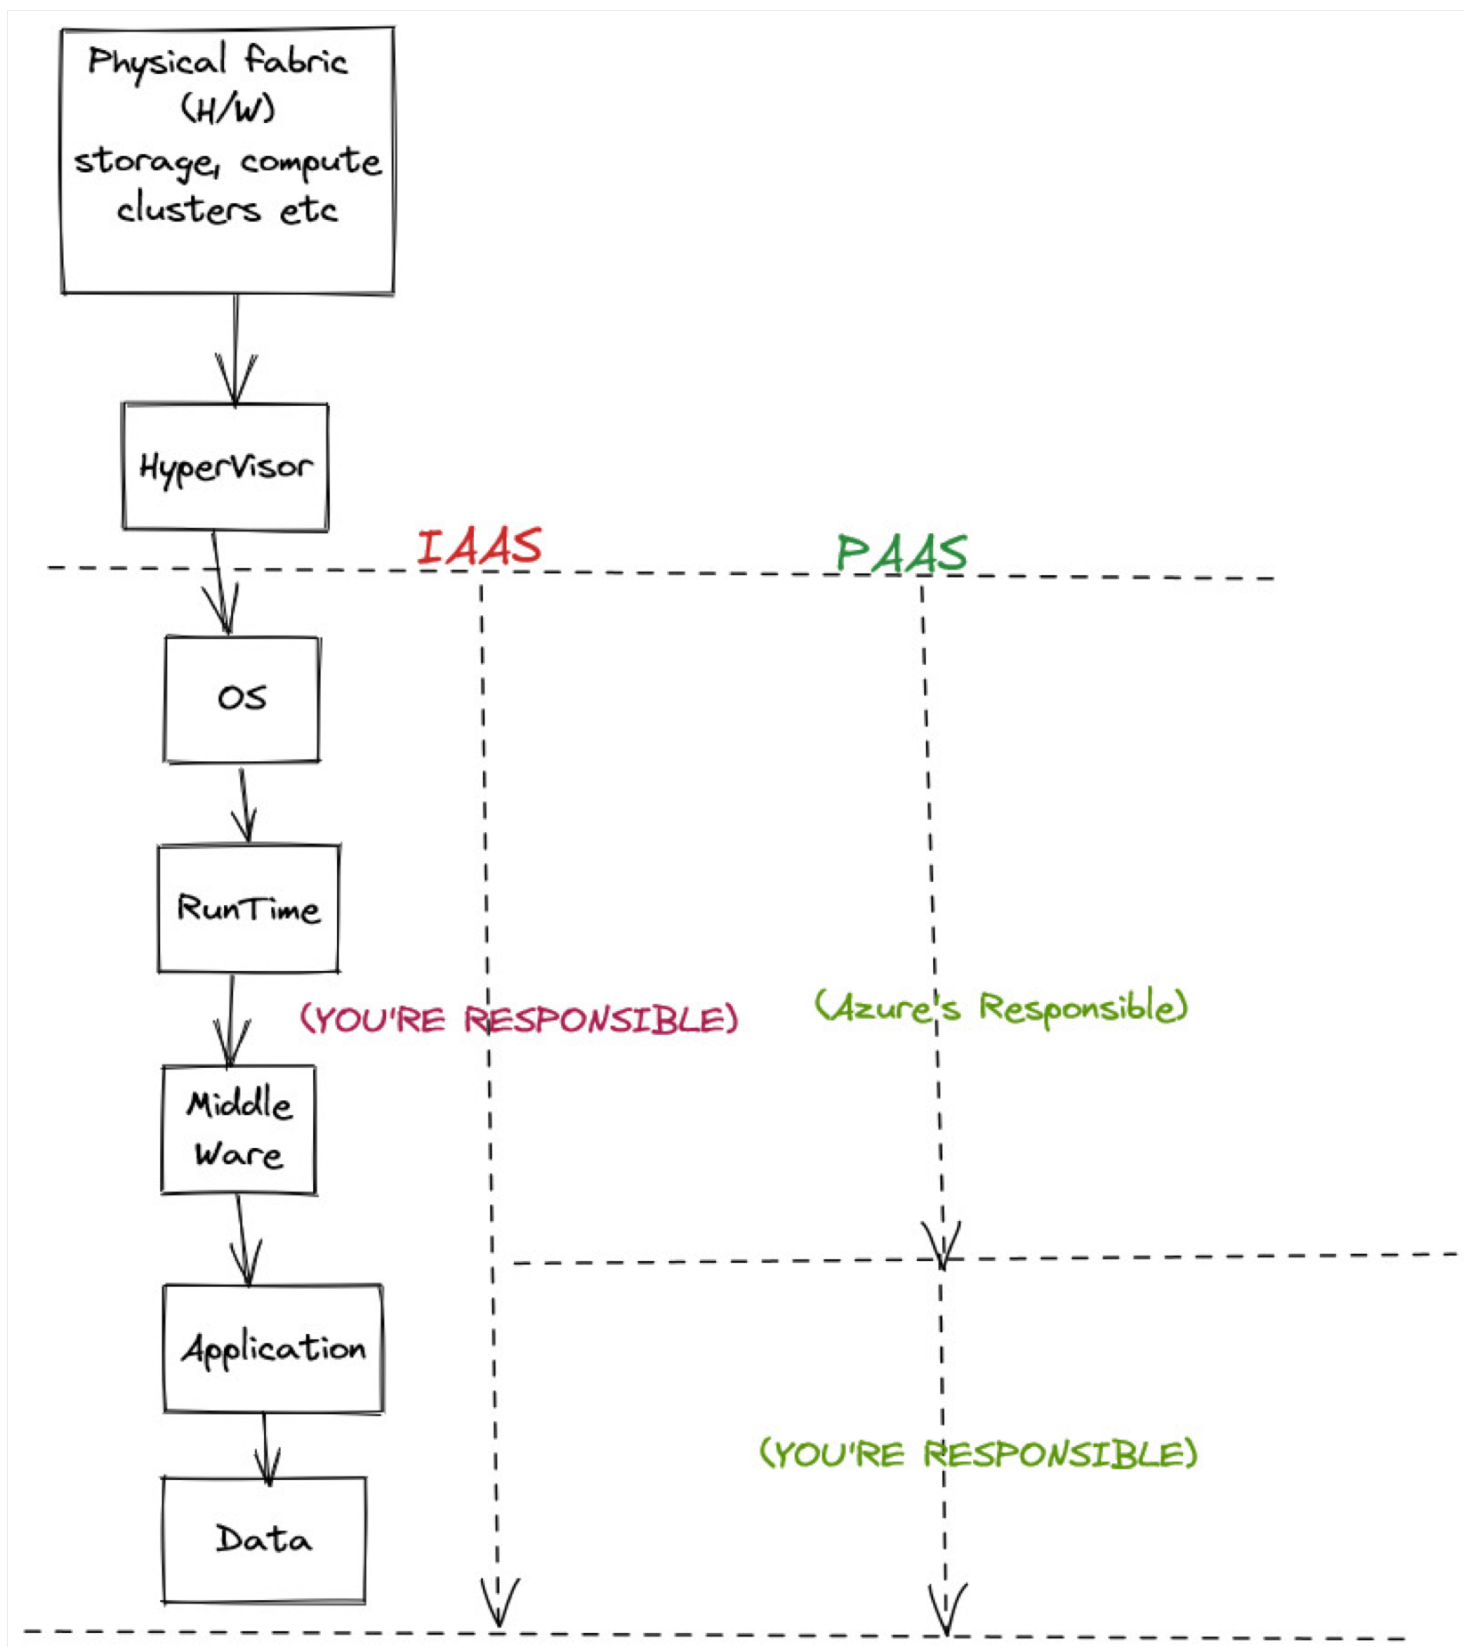 Physical fabric
(H/W)
storage, compute
clusters etc
HyperVisor
IAAS
PAAS
OS
RunTime
(YOU'RE RESPONSIBLE)
(Azure's Responsible)
Middle
Ware
Application
(YOU'RE RESPONSIBLE)
Data